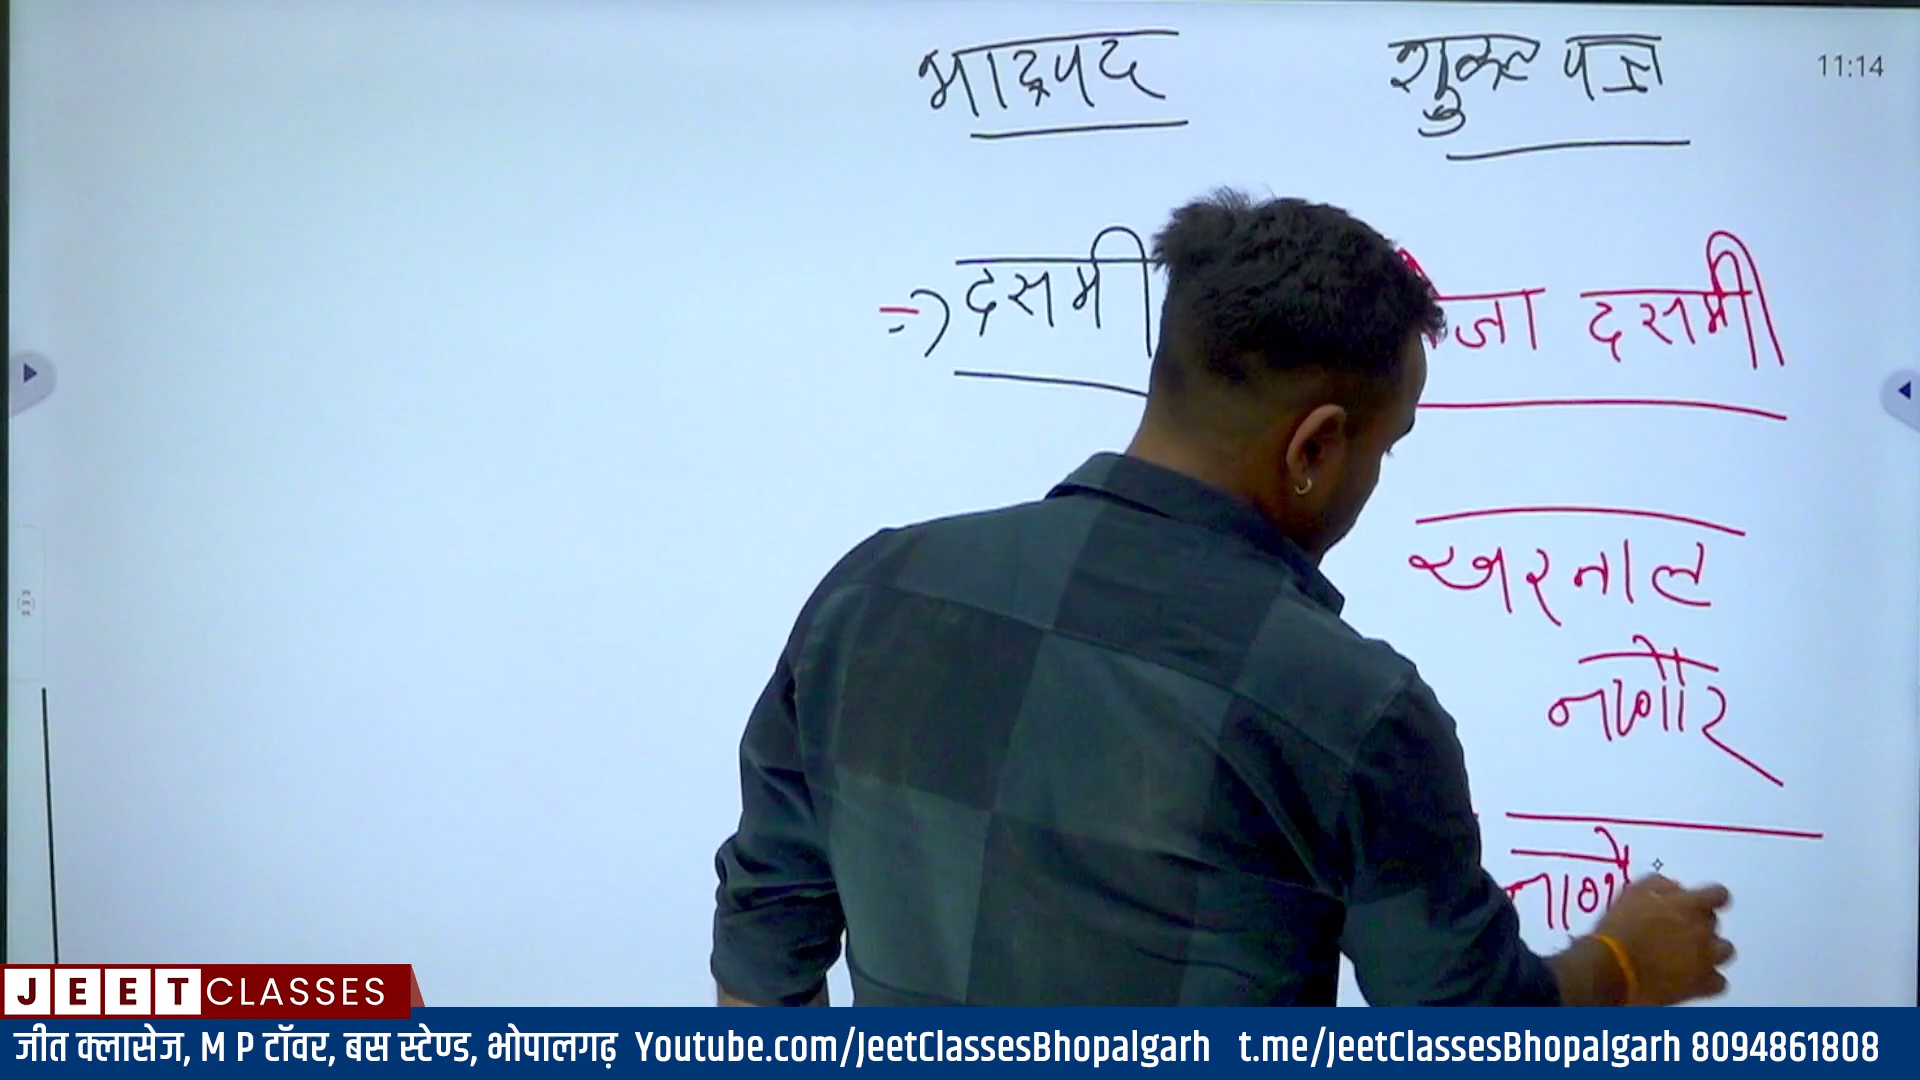 भाद्रपद शुक्ल पक्ष
11:14
=> दसमी जा दसमी
खरनाल
नागौर
JEET CLASSES
जीत क्लासेज, M P टॉवर, बस स्टेण्ड, भोपालगढ़ Youtube.com/JeetClassesBhopalgarh t.me/JeetClassesBhopalgarh 8094861808